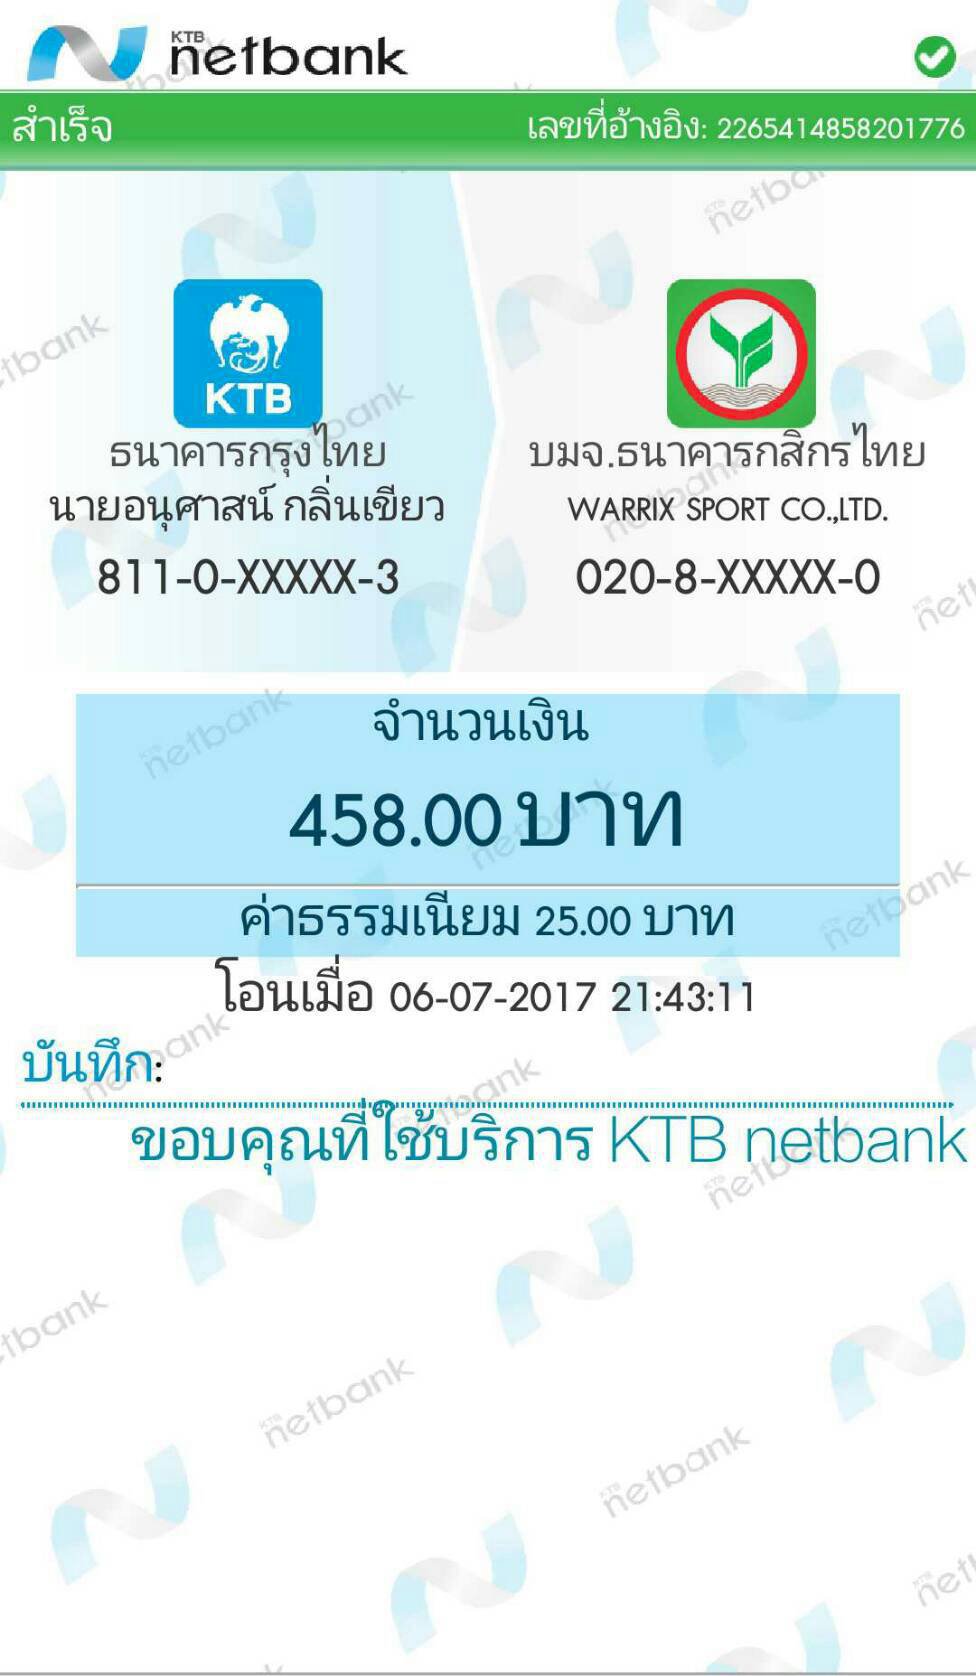 KTB
netbank
สำเร็จ
เลขที่อ้างอิง: 2265414858201776
KTB
ธนาคารกรุงไทย
นายอนุศาสน์ กลิ่นเขียว
811-0-XXXXX-3
บมจ.ธนาคารกสิกรไทย
WARRIX SPORT CO.,LTD.
020-8-XXXXX-0
จำนวนเงิน
458.00 บาท
ค่าธรรมเนียม 25.00 บาท
โอนเมื่อ 06-07-2017 21:43:11
บันทึก:
ขอบคุณที่ใช้บริการ KTB netbank